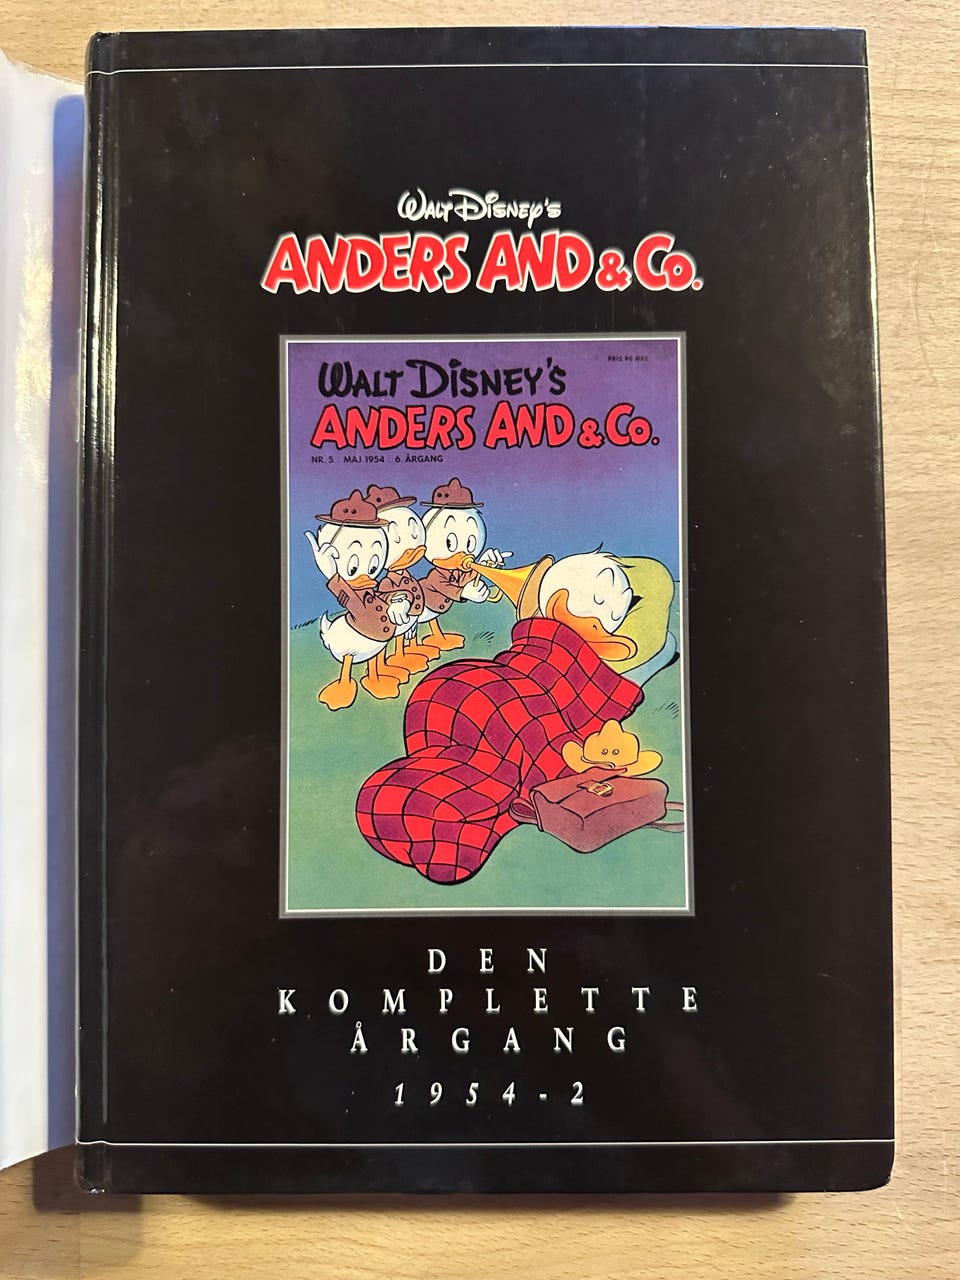 WALT DISNEY'S
ANDERS AND & Co.
PRIS 90 ØRE
WALT DISNEY'S
ANDERS AND & Co.
NR. 5 . MAJ 1954 . 6. ÅRGANG
DEN
KOMPLETTE
ÅRGANG
1954-2